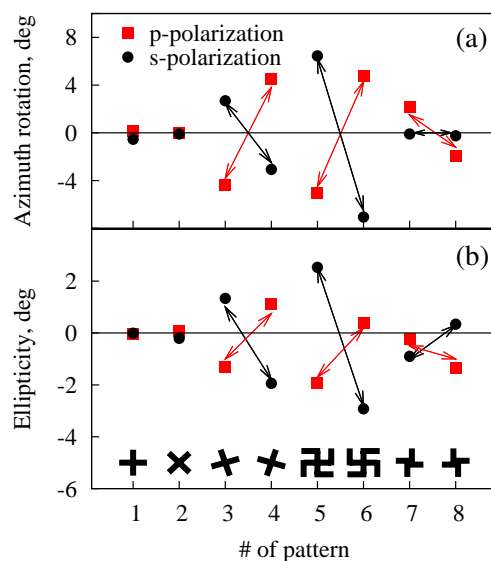 p-polarization
s-polarization
(a)
Azimuth rotation, deg
8
4
0
-4
(b)
Ellipticity, deg
2
0
-2
-4
-6
1 2 3 4 5 6 7 8
# of pattern